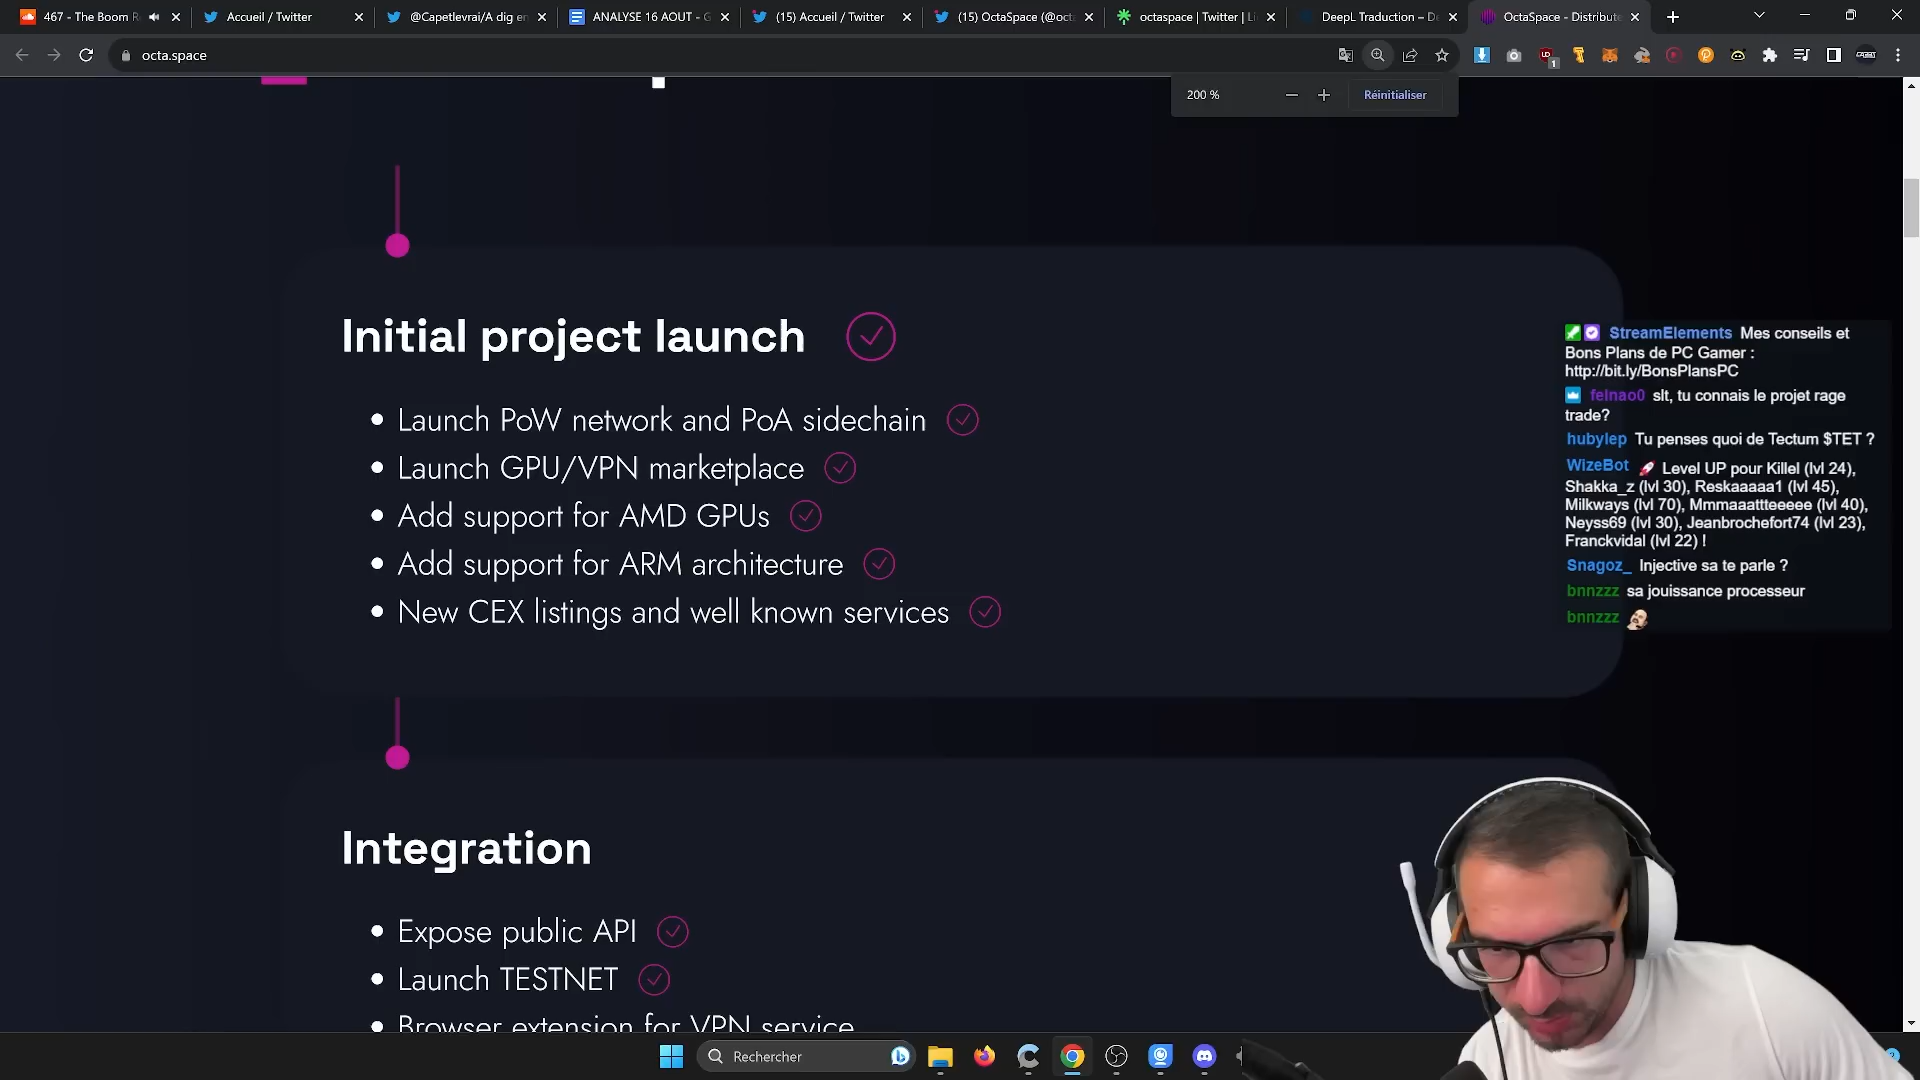 467 - The Boom R
Accueil / Twitter
@Capetlevrai/A dig en
ANALYSE 16 AOUT - G
(15) Accueil / Twitter
(15) OctaSpace (@oct
octaspace | Twitter | Li
DeepL Traduction – De
OctaSpace - Distribute
octa.space
1
200 %
Réinitialiser
Initial project launch
Launch PoW network and PoA sidechain
Launch GPU/VPN marketplace
Add support for AMD GPUs
Add support for ARM architecture
New CEX listings and well known services
Integration
Expose public API
Launch TESTNET
Browser extension for VPN service
StreamElements Mes conseils et
Bons Plans de PC Gamer :
http://bit.ly/BonsPlansPC
felnao0 slt, tu connais le projet rage
trade?
hubylep Tu penses quoi de Tectum $TET ?
WizeBot 🚀 Level UP pour Killel (lvl 24),
Shakka_z (lvl 30), Reskaaaaa1 (lvl 45),
Milkways (lvl 70), Mmmaaattteeeee (lvl 40),
Neyss69 (lvl 30), Jeanbrochefort74 (lvl 23),
Franckvidal (lvl 22) !
Snagoz_ Injective sa te parle ?
bnnzzz sa jouissance processeur
bnnzzz
Rechercher